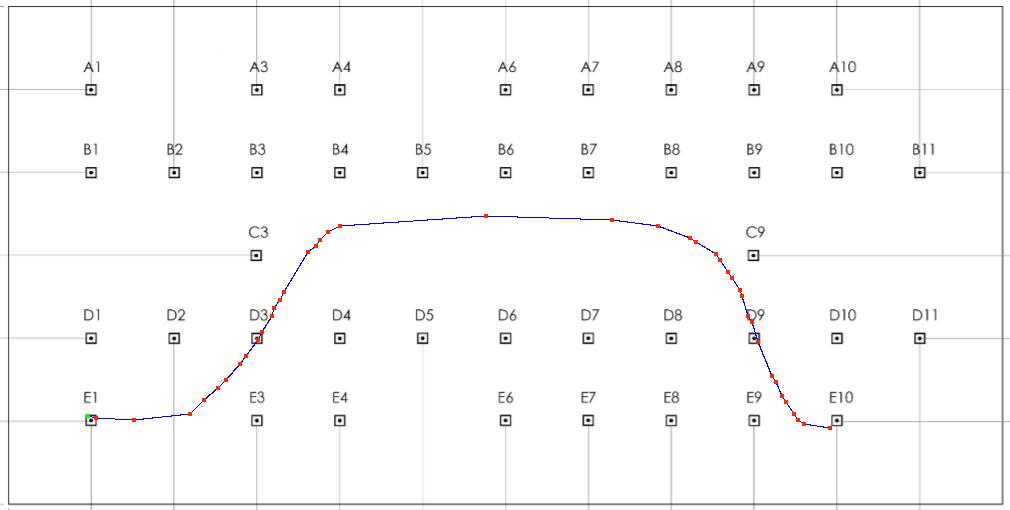 A1 A3 A4 A6 A7 A8 A9 A10
B1 B2 B3 B4 B5 B6 B7 B8 B9 B10 B11
C3 C9
D1 D2 D3 D4 D5 D6 D7 D8 D9 D10 D11
E1 E3 E4 E6 E7 E8 E9 E10